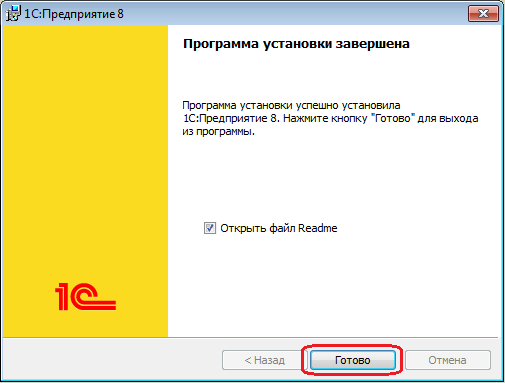 1С:Предприятие 8
Программа установки завершена
Программа установки успешно установила
1С:Предприятие 8. Нажмите кнопку "Готово" для выхода
из программы.
Открыть файл Readme
1С
< Назад
Готово
Отмена